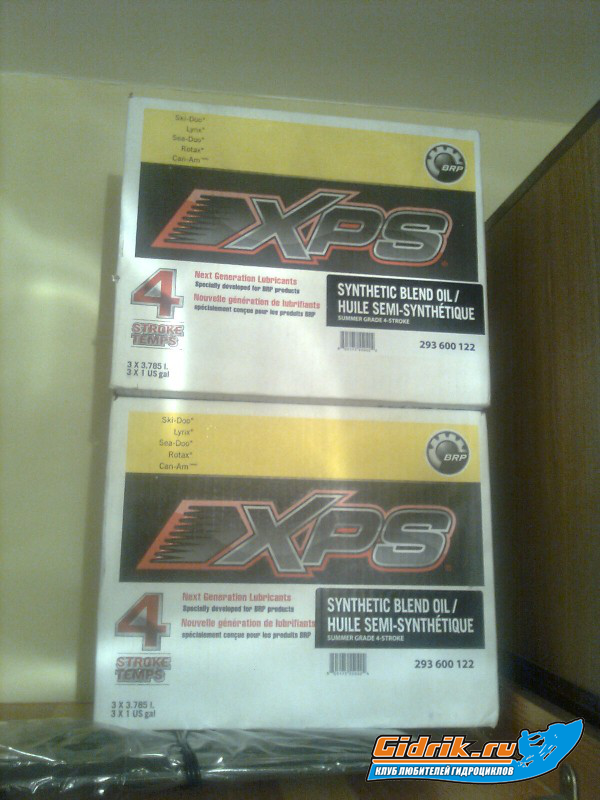 Ski-Doo®
Lynx®
Sea-Doo®
Rotax®
Can-Am™
BRP
XPS®
4
STROKE
TEMPS
Next Generation Lubricants
Specially developed for BRP products
Nouvelle génération de lubrifiants
spécialement conçue pour les produits BRP
SYNTHETIC BLEND OIL /
HUILE SEMI-SYNTHÉTIQUE
SUMMER GRADE 4-STROKE
293 600 122
3 X 3.785 l.
3 X 1 US gal
Ski-Doo®
Lynx®
Sea-Doo®
Rotax®
Can-Am™
BRP
XPS®
4
STROKE
TEMPS
Next Generation Lubricants
Specially developed for BRP products
Nouvelle génération de lubrifiants
spécialement conçue pour les produits BRP
SYNTHETIC BLEND OIL /
HUILE SEMI-SYNTHÉTIQUE
SUMMER GRADE 4-STROKE
293 600 122
3 X 3.785 l.
3 X 1 US gal
Gidrik.ru
КЛУБ ЛЮБИТЕЛЕЙ ГИДРОЦИКЛОВ